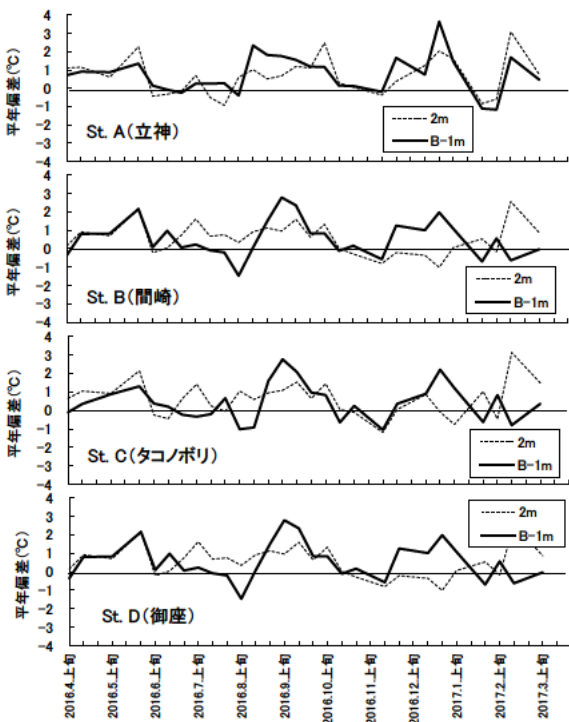 平年偏差(℃)
4
3
2
1
0
-1
-2
-3
-4
St. A(立神)
2m
B-1m
平年偏差(℃)
4
3
2
1
0
-1
-2
-3
-4
St. B(間崎)
2m
B-1m
平年偏差(℃)
4
3
2
1
0
-1
-2
-3
-4
St. C(タコノボリ)
2m
B-1m
平年偏差(℃)
4
3
2
1
0
-1
-2
-3
-4
St. D(御座)
2m
B-1m
2016.4.上旬
2016.5.上旬
2016.6.上旬
2016.7.上旬
2016.8.上旬
2016.9.上旬
2016.10.上旬
2016.11.上旬
2016.12.上旬
2017.1.上旬
2017.2.上旬
2017.3.上旬